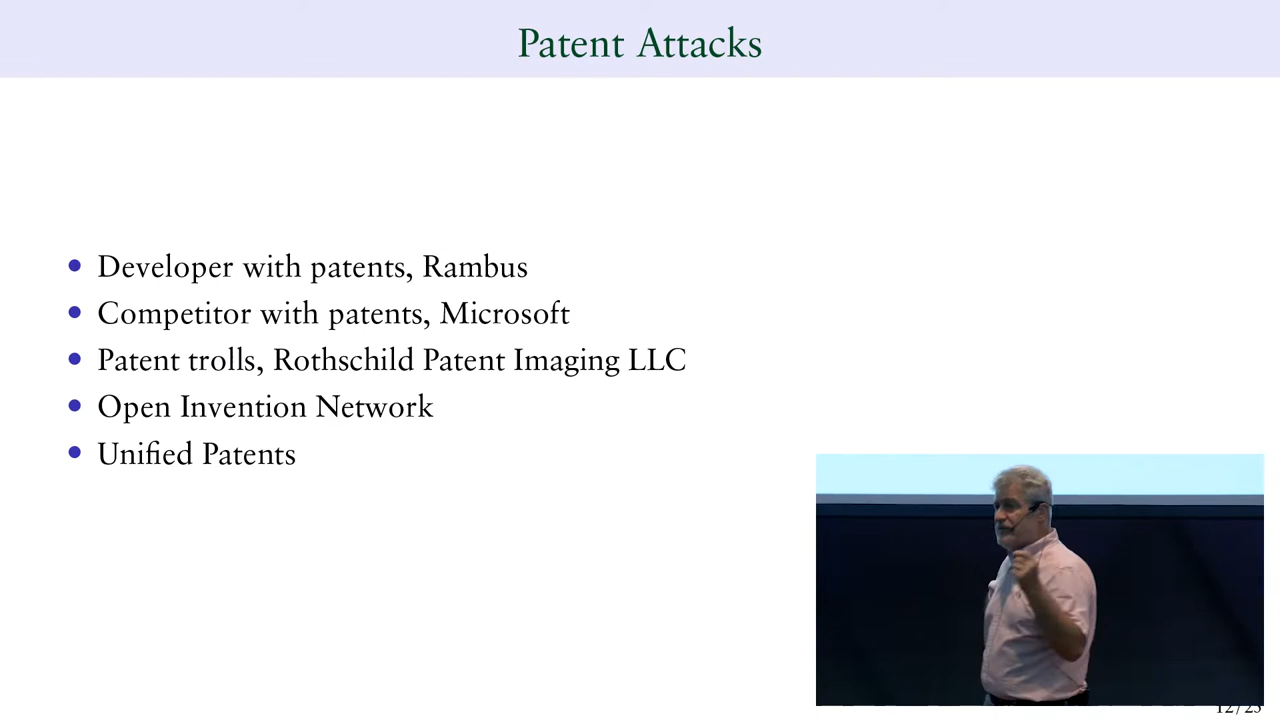 Patent Attacks
Developer with patents, Rambus
Competitor with patents, Microsoft
Patent trolls, Rothschild Patent Imaging LLC
Open Invention Network
Unified Patents